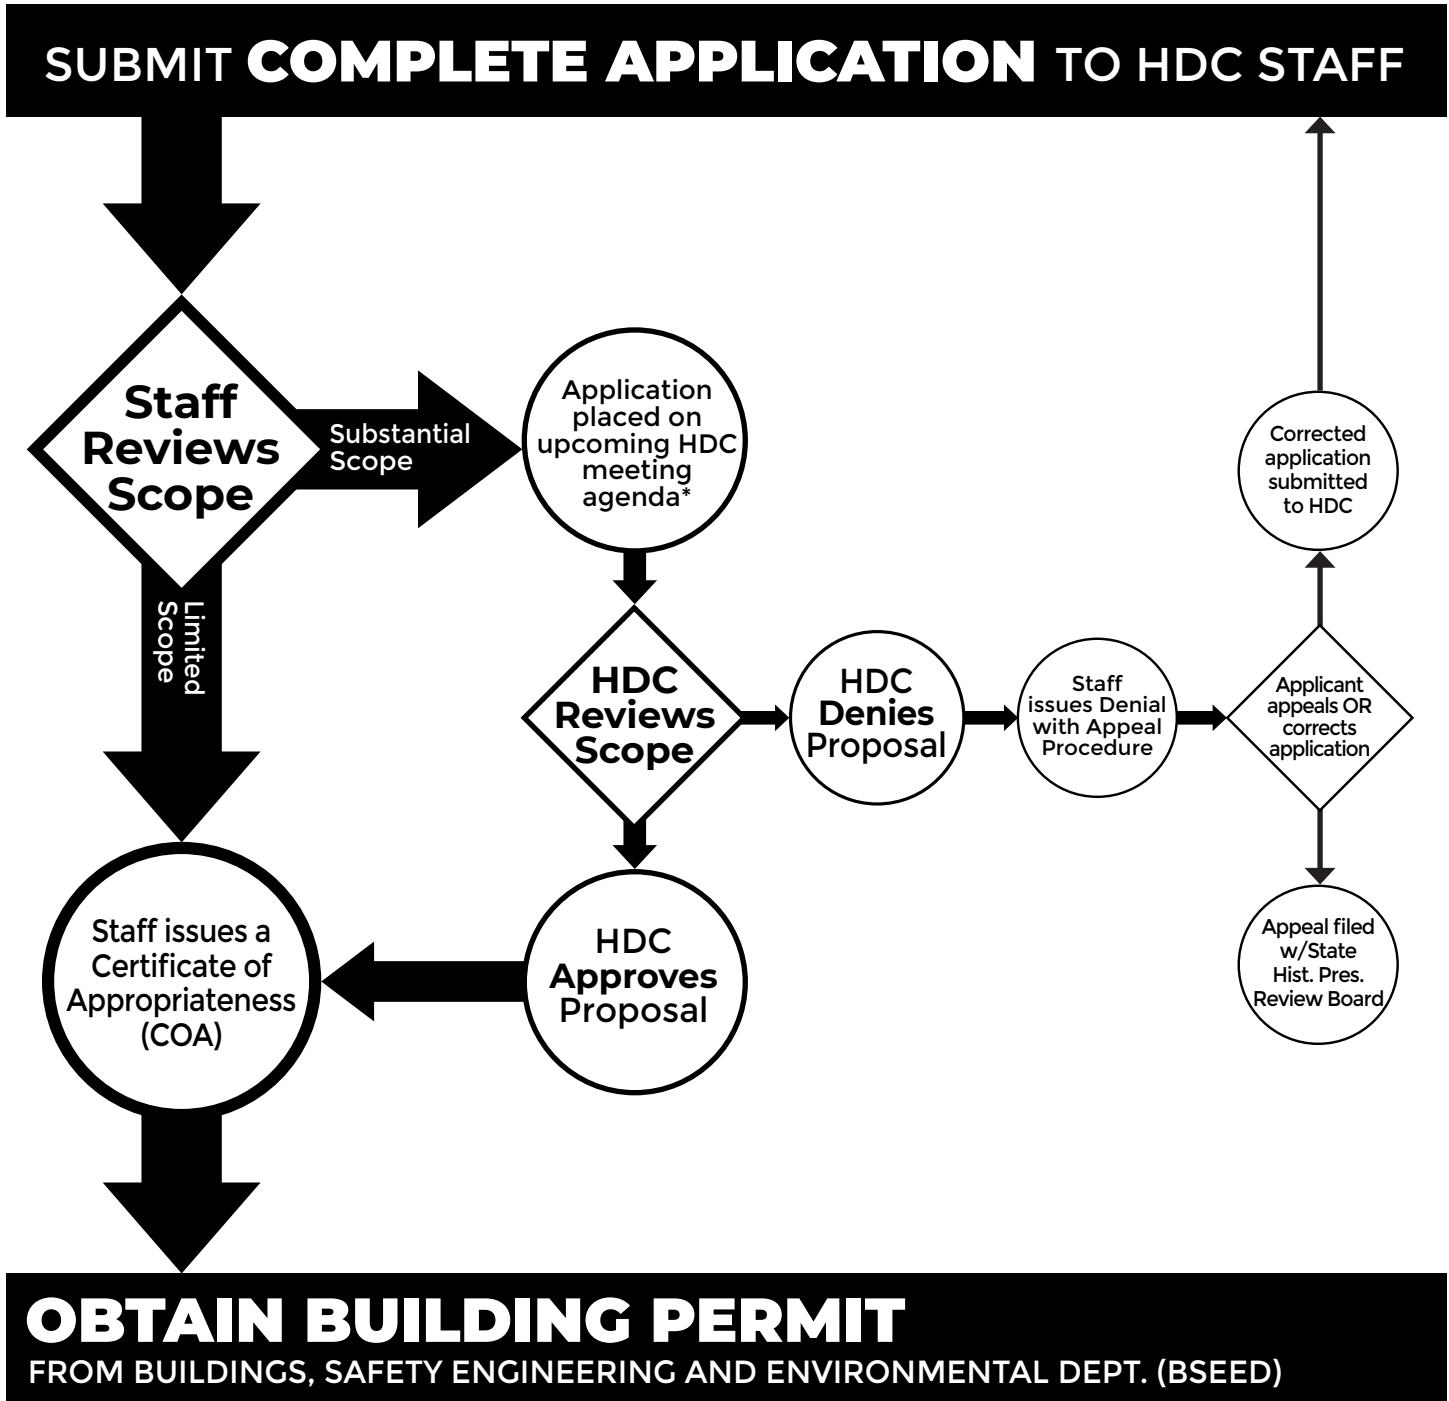 SUBMIT COMPLETE APPLICATION TO HDC STAFF
Staff
Reviews
Scope
Substantial
Scope
Application
placed on
upcoming HDC
meeting
agenda*
Limited
Scope
HDC
Reviews
Scope
HDC
Denies
Proposal
Staff
issues Denial
with Appeal
Procedure
Applicant
appeals OR
corrects
application
Corrected
application
submitted
to HDC
Appeal filed
w/State
Hist. Pres.
Review Board
HDC
Approves
Proposal
Staff issues a
Certificate of
Appropriateness
(COA)
OBTAIN BUILDING PERMIT
FROM BUILDINGS, SAFETY ENGINEERING AND ENVIRONMENTAL DEPT. (BSEED)